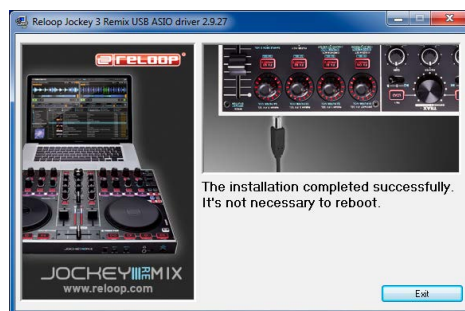 Reloop Jockey 3 Remix USB ASIO driver 2.9.27
reloop
The installation completed successfully.
It's not necessary to reboot.
JOCKEY III REMIX
www.reloop.com
Exit